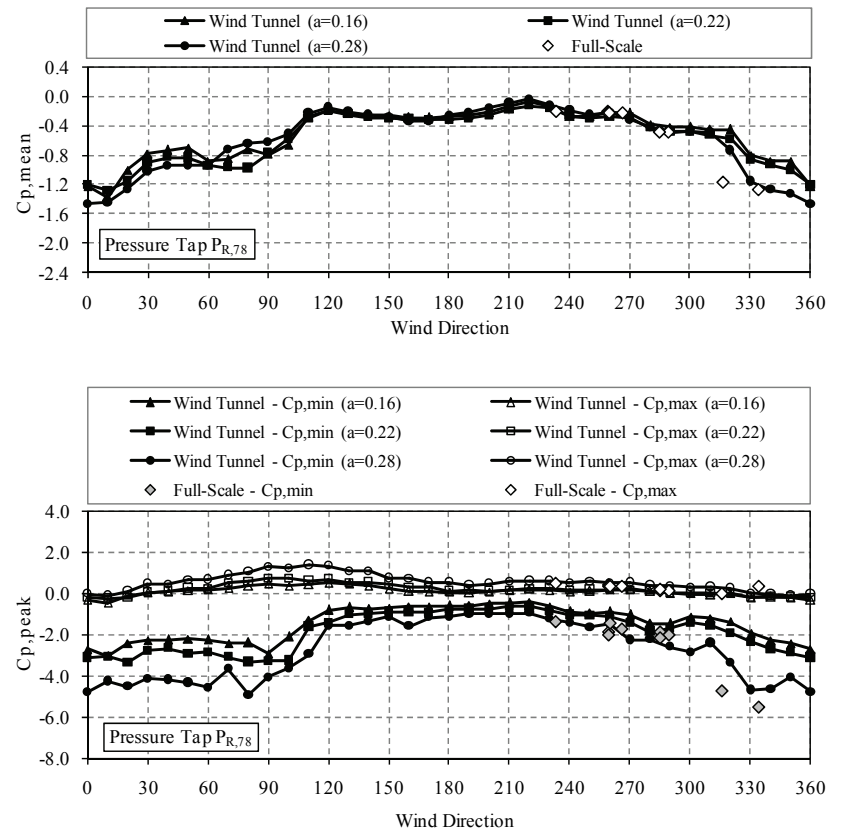 Wind Tunnel (a=0.16) Wind Tunnel (a=0.22)
Wind Tunnel (a=0.28) Full-Scale
0.4
0.0
-0.4
-0.8
-1.2
-1.6
-2.0
-2.4
Cp,mean
Pressure Tap PR,78
0 30 60 90 120 150 180 210 240 270 300 330 360
Wind Direction
Wind Tunnel - Cp,min (a=0.16) Wind Tunnel - Cp,max (a=0.16)
Wind Tunnel - Cp,min (a=0.22) Wind Tunnel - Cp,max (a=0.22)
Wind Tunnel - Cp,min (a=0.28) Wind Tunnel - Cp,max (a=0.28)
Full-Scale - Cp,min Full-Scale - Cp,max
4.0
2.0
0.0
-2.0
-4.0
-6.0
-8.0
Cp,peak
Pressure Tap PR,78
0 30 60 90 120 150 180 210 240 270 300 330 360
Wind Direction